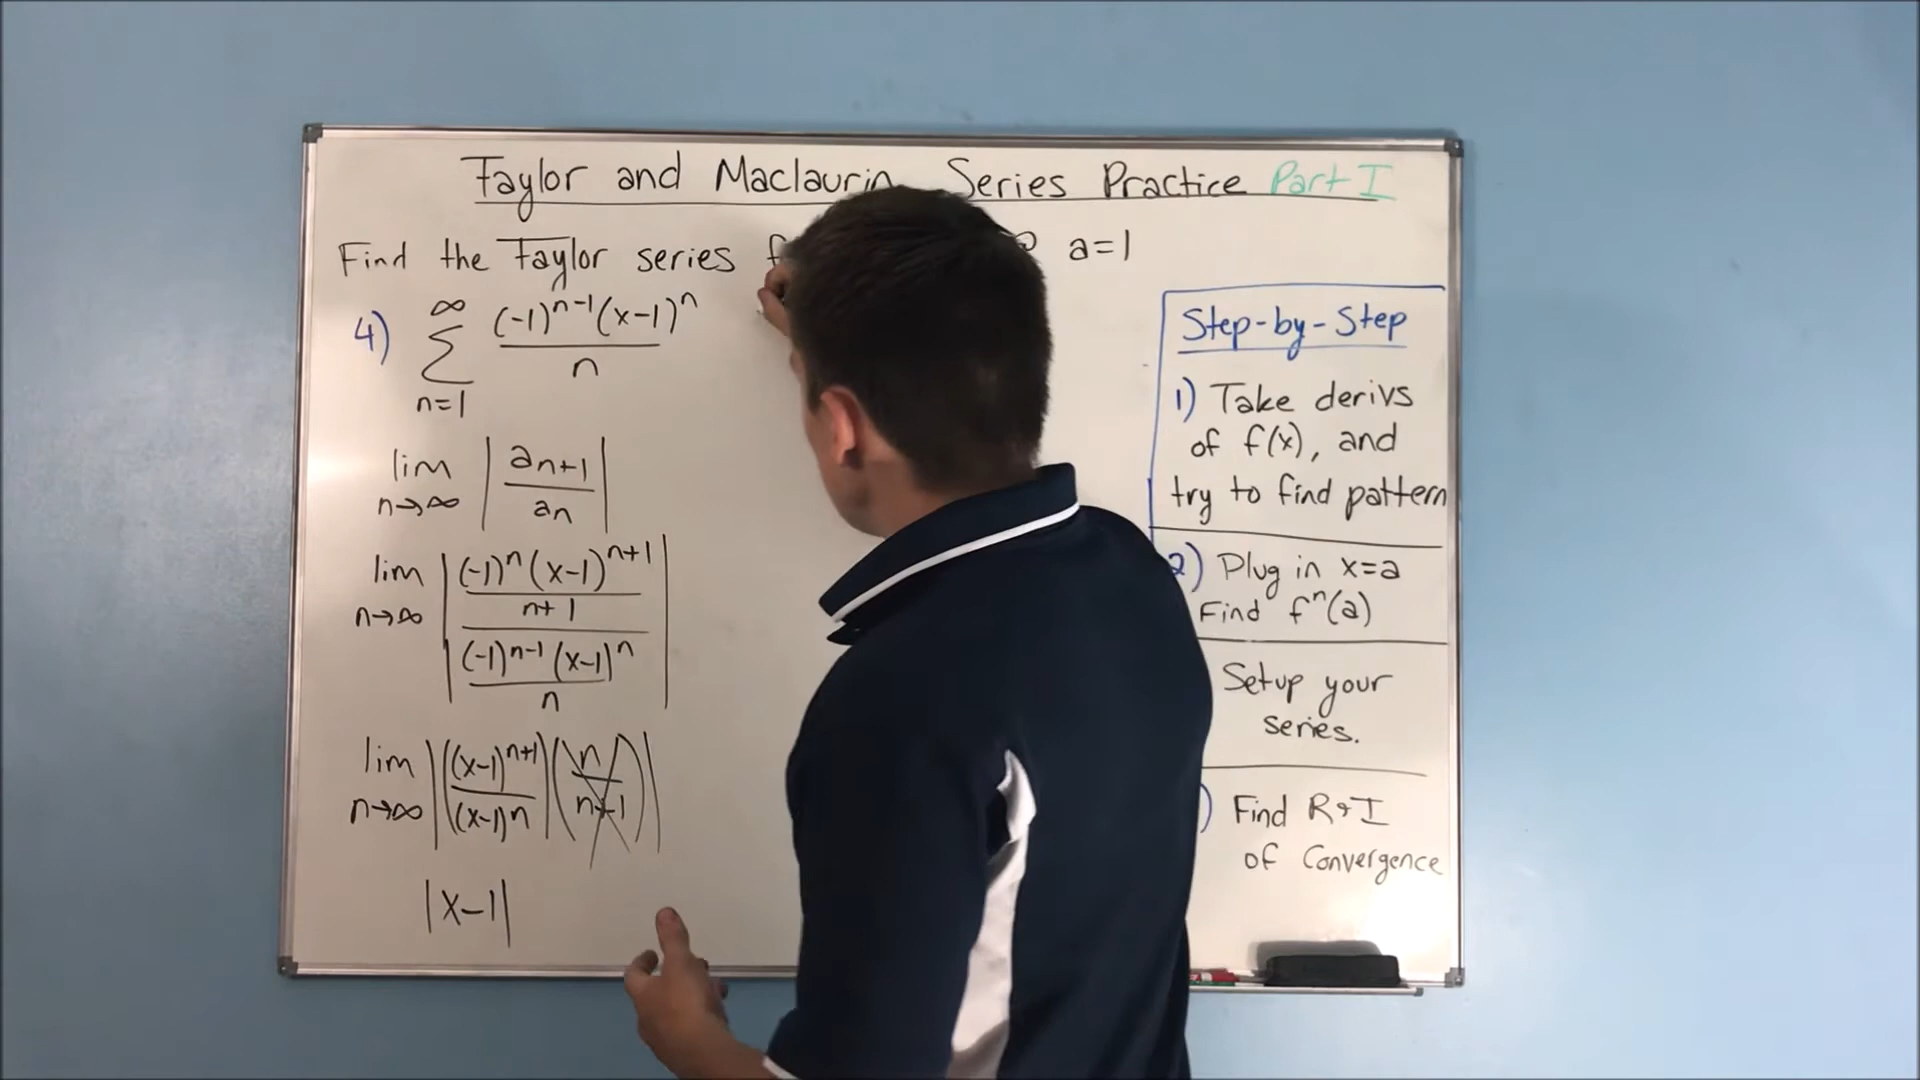 Taylor and Maclaurin Series Practice Part I
Find the Taylor series @ a=1
4) ∞ Σ n=1 (-1)^{n-1}(x-1)^n / n
lim n→∞ | a_{n+1} / a_n |
lim n→∞ | (-1)^n (x-1)^{n+1} / n+1 / (-1)^{n-1} (x-1)^n / n |
lim n→∞ | ((x-1)^{n+1} / (x-1)^n | ( n / n+1 ) |
|x-1|
Step-by-Step
1) Take derivs
of f(x), and
try to find pattern
2) Plug in x=a
Find f^n(a)
Setup your
series.
) Find R&I
of Convergence